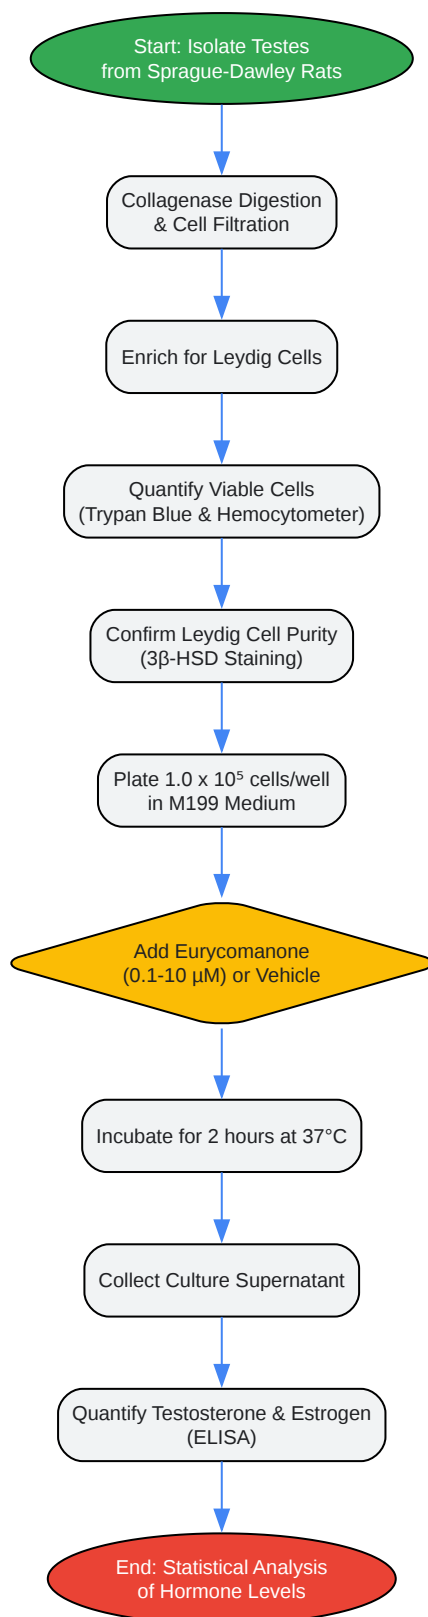 Start: Isolate Testes
from Sprague-Dawley Rats
Collagenase Digestion
& Cell Filtration
Enrich for Leydig Cells
Quantify Viable Cells
(Trypan Blue & Hemocytometer)
Confirm Leydig Cell Purity
(3β-HSD Staining)
Plate 1.0 x 10⁵ cells/well
in M199 Medium
Add Eurycomanone
(0.1-10 µM) or Vehicle
Incubate for 2 hours at 37°C
Collect Culture Supernatant
Quantify Testosterone & Estrogen
(ELISA)
End: Statistical Analysis
of Hormone Levels